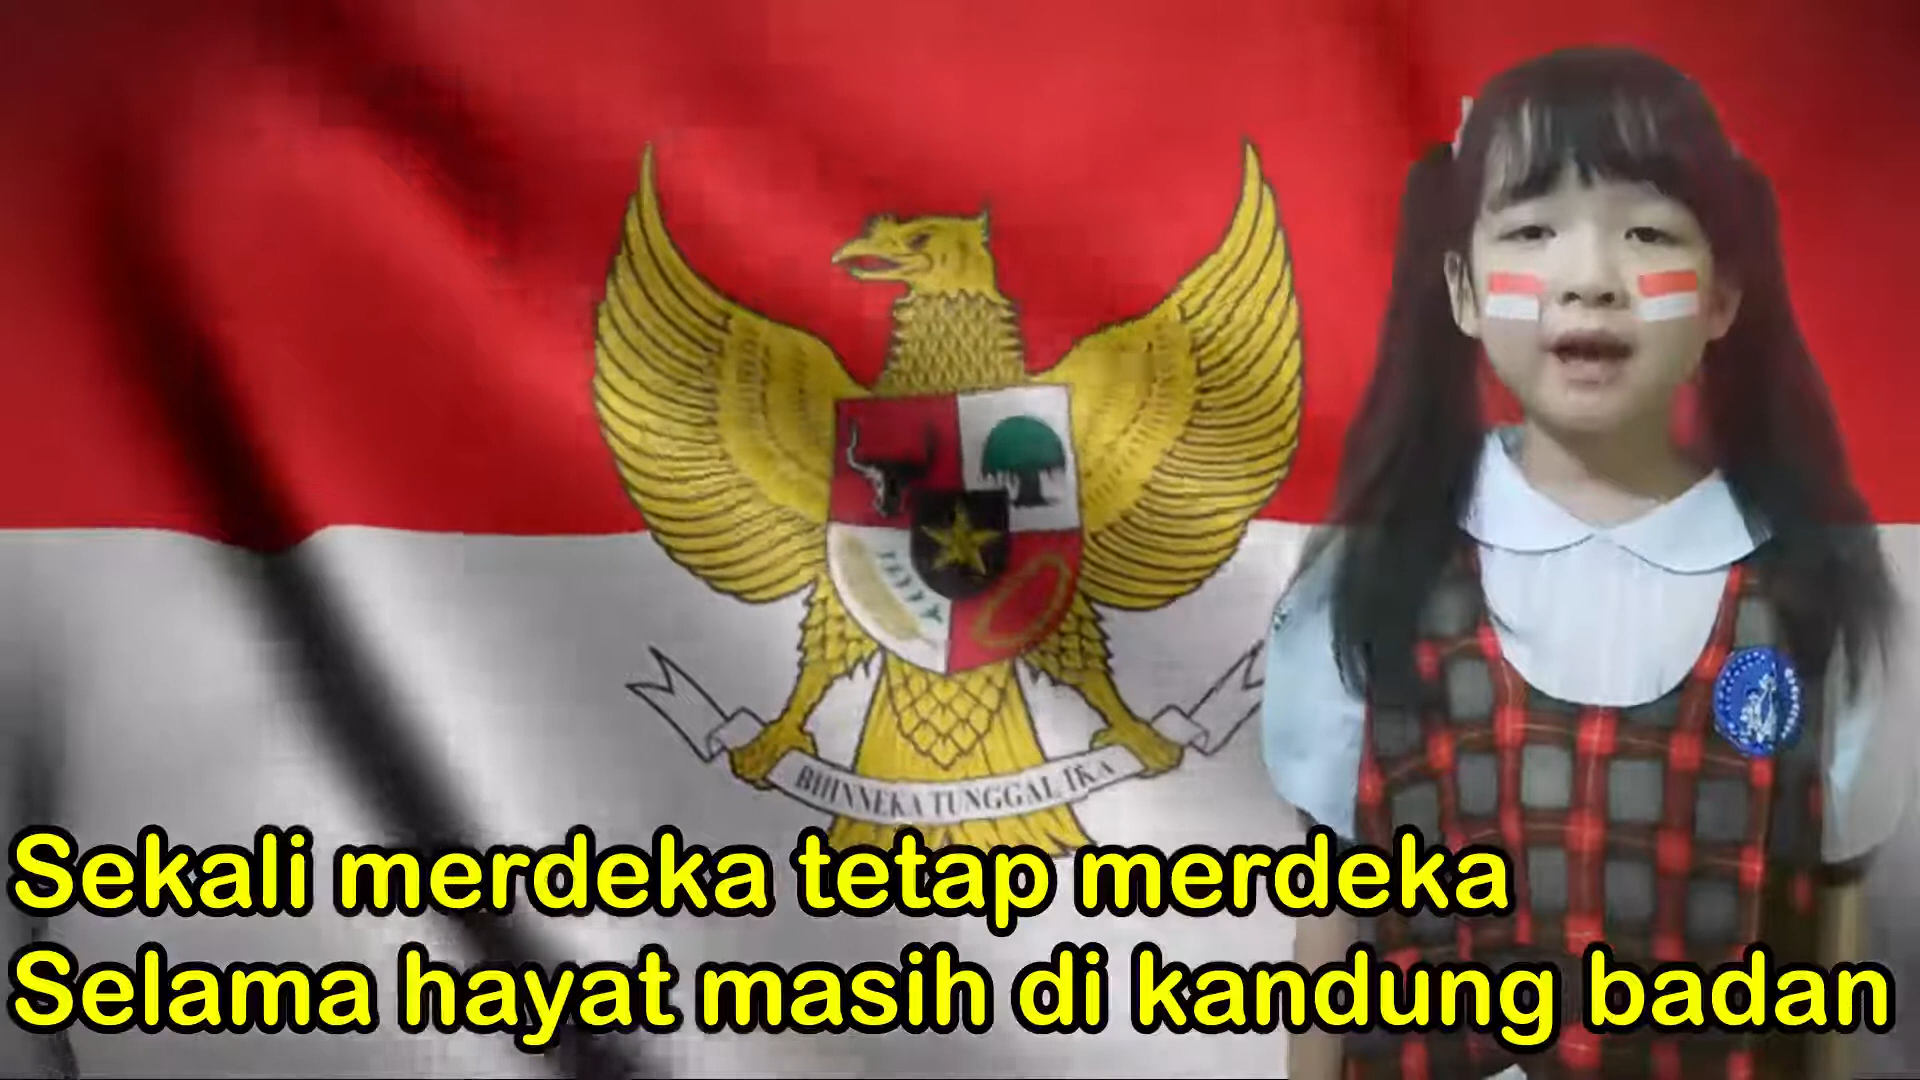 BHINNEKA TUNGGAL IKA
Sekali merdeka tetap merdeka
Selama hayat masih di kandung badan